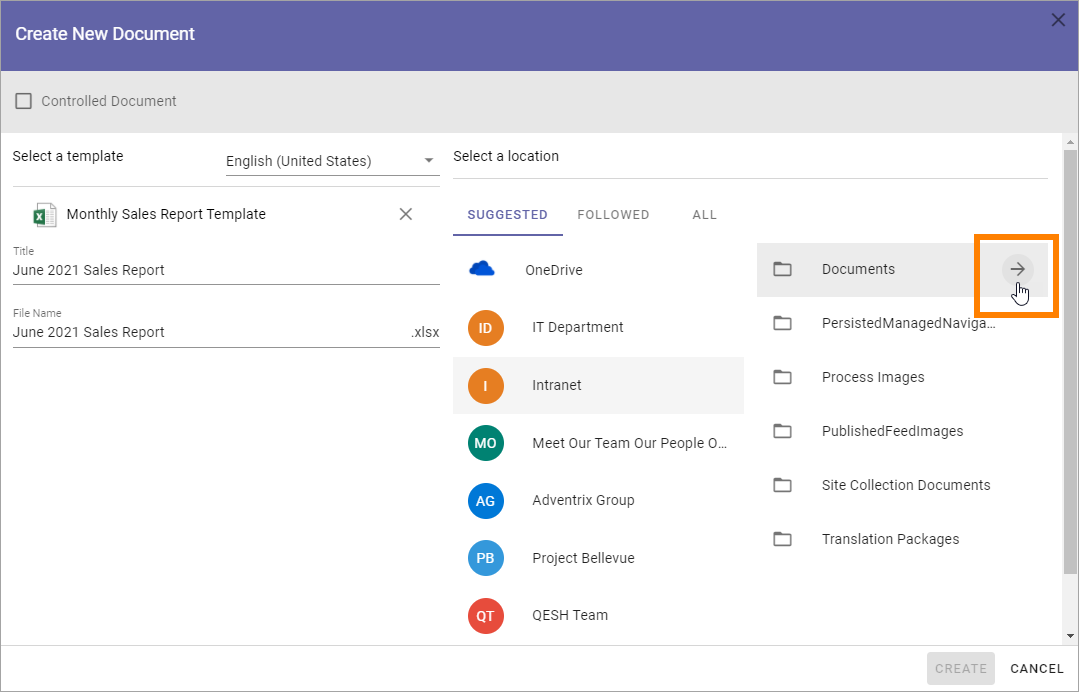 Create New Document
Controlled Document
Select a template
English (United States)
Monthly Sales Report Template
Title
June 2021 Sales Report
File Name
June 2021 Sales Report .xlsx
Select a location
SUGGESTED FOLLOWED ALL
OneDrive
ID IT Department
I Intranet
MO Meet Our Team Our People O...
AG Adventrix Group
PB Project Bellevue
QT QESH Team
Documents
PersistedManagedNaviga...
Process Images
PublishedFeedImages
Site Collection Documents
Translation Packages
CREATE CANCEL